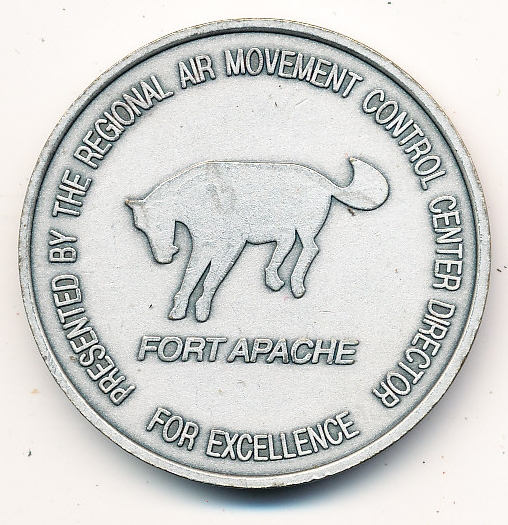 PRESENTED BY THE REGIONAL AIR MOVEMENT CONTROL CENTER DIRECTOR
FORT APACHE
FOR EXCELLENCE